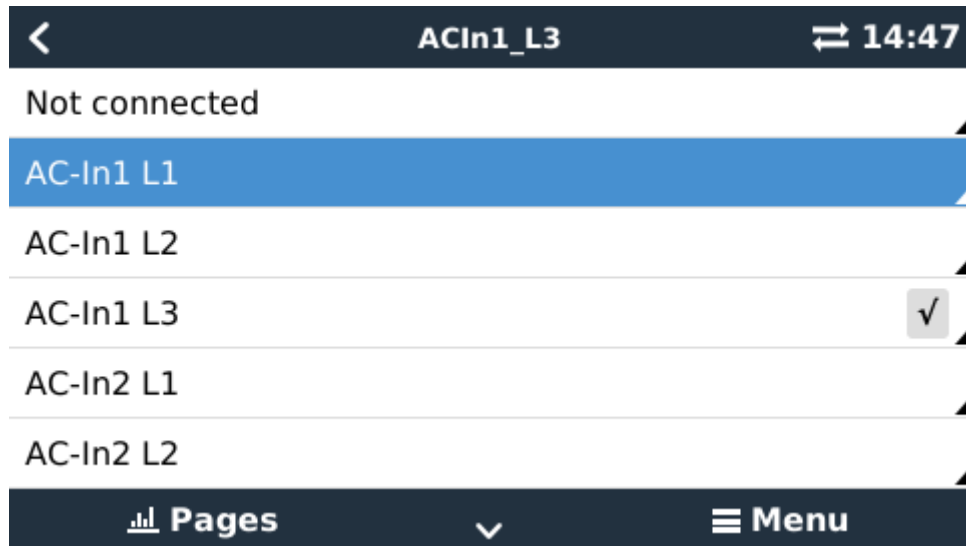 ACIn1_L3 14:47
Not connected
AC-In1 L1
AC-In1 L2
AC-In1 L3 √
AC-In2 L1
AC-In2 L2
Pages Menu